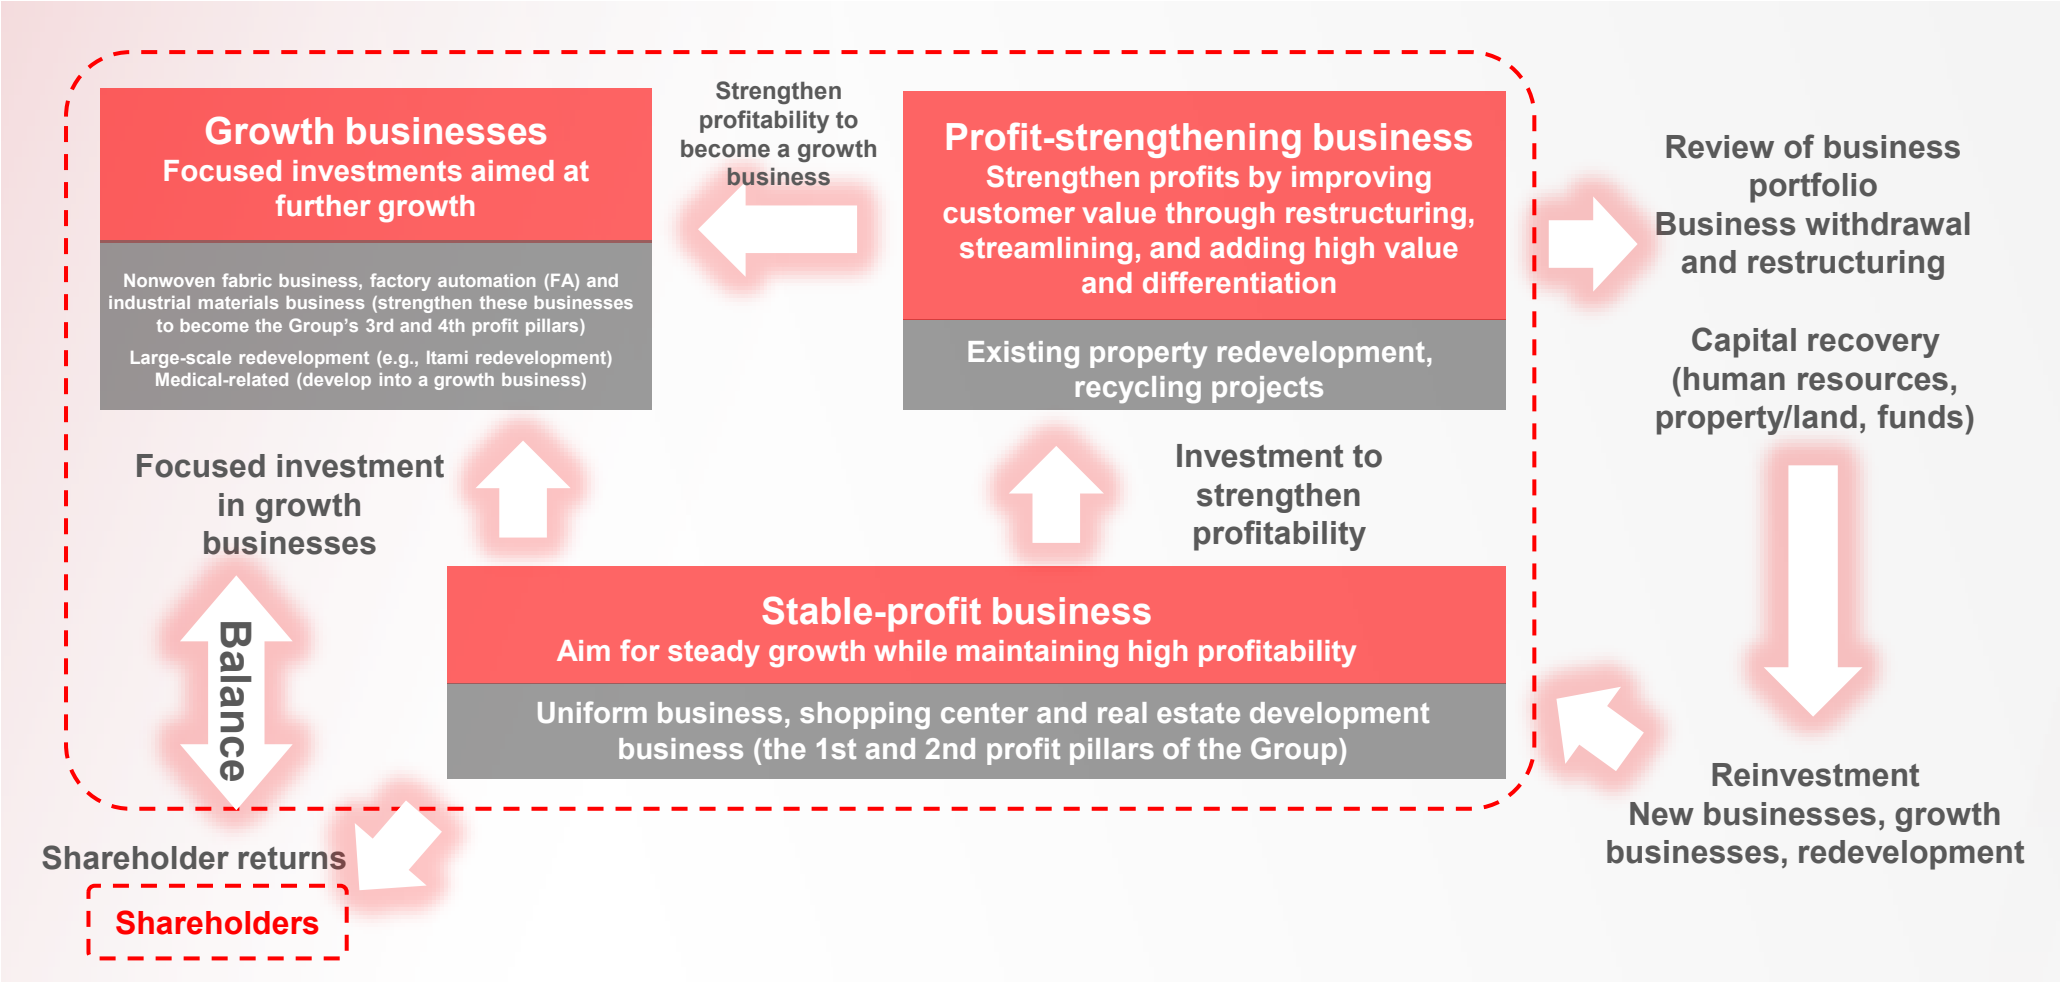 Growth businesses
Focused investments aimed at
further growth
Nonwoven fabric business, factory automation (FA) and
industrial materials business (strengthen these businesses
to become the Group's 3rd and 4th profit pillars)
Large-scale redevelopment (e.g., Itami redevelopment)
Medical-related (develop into a growth business)
Strengthen
profitability to
become a growth
business
Profit-strengthening business
Strengthen profits by improving
customer value through restructuring,
streamlining, and adding high value
and differentiation
Existing property redevelopment,
recycling projects
Review of business
portfolio
Business withdrawal
and restructuring
Capital recovery
(human resources,
property/land, funds)
Focused investment
in growth
businesses
Investment to
strengthen
profitability
Balance
Stable-profit business
Aim for steady growth while maintaining high profitability
Uniform business, shopping center and real estate development
business (the 1st and 2nd profit pillars of the Group)
Reinvestment
New businesses, growth
businesses, redevelopment
Shareholder returns
Shareholders